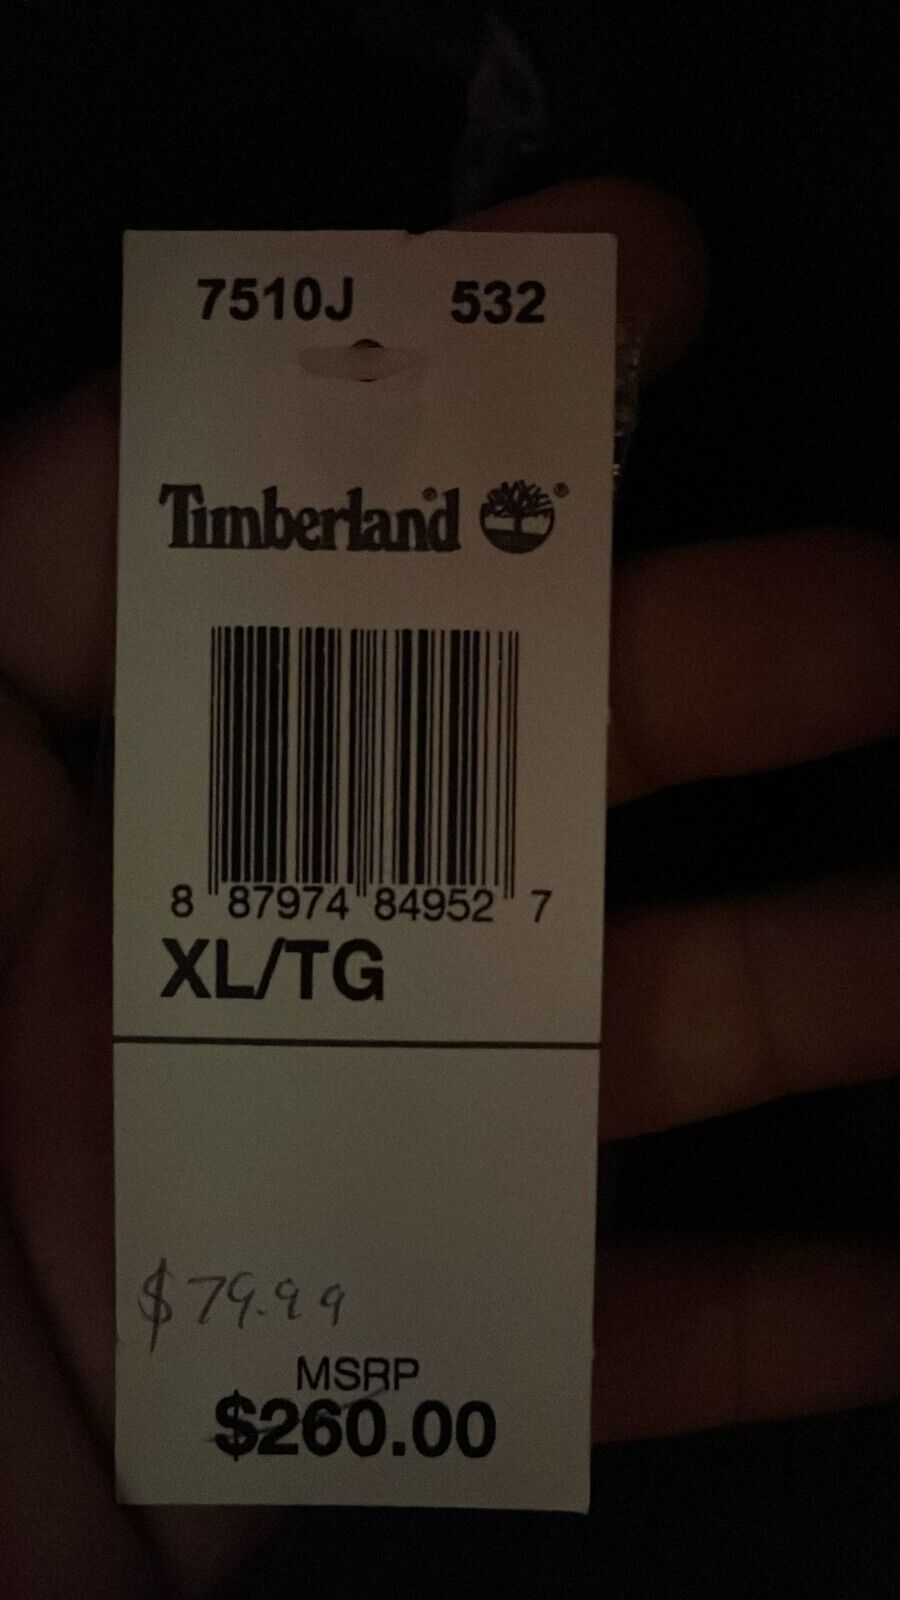 7510J 532
Timberland® ®
8 87974 84952 7
XL/TG
$79.99
MSRP
$260.00